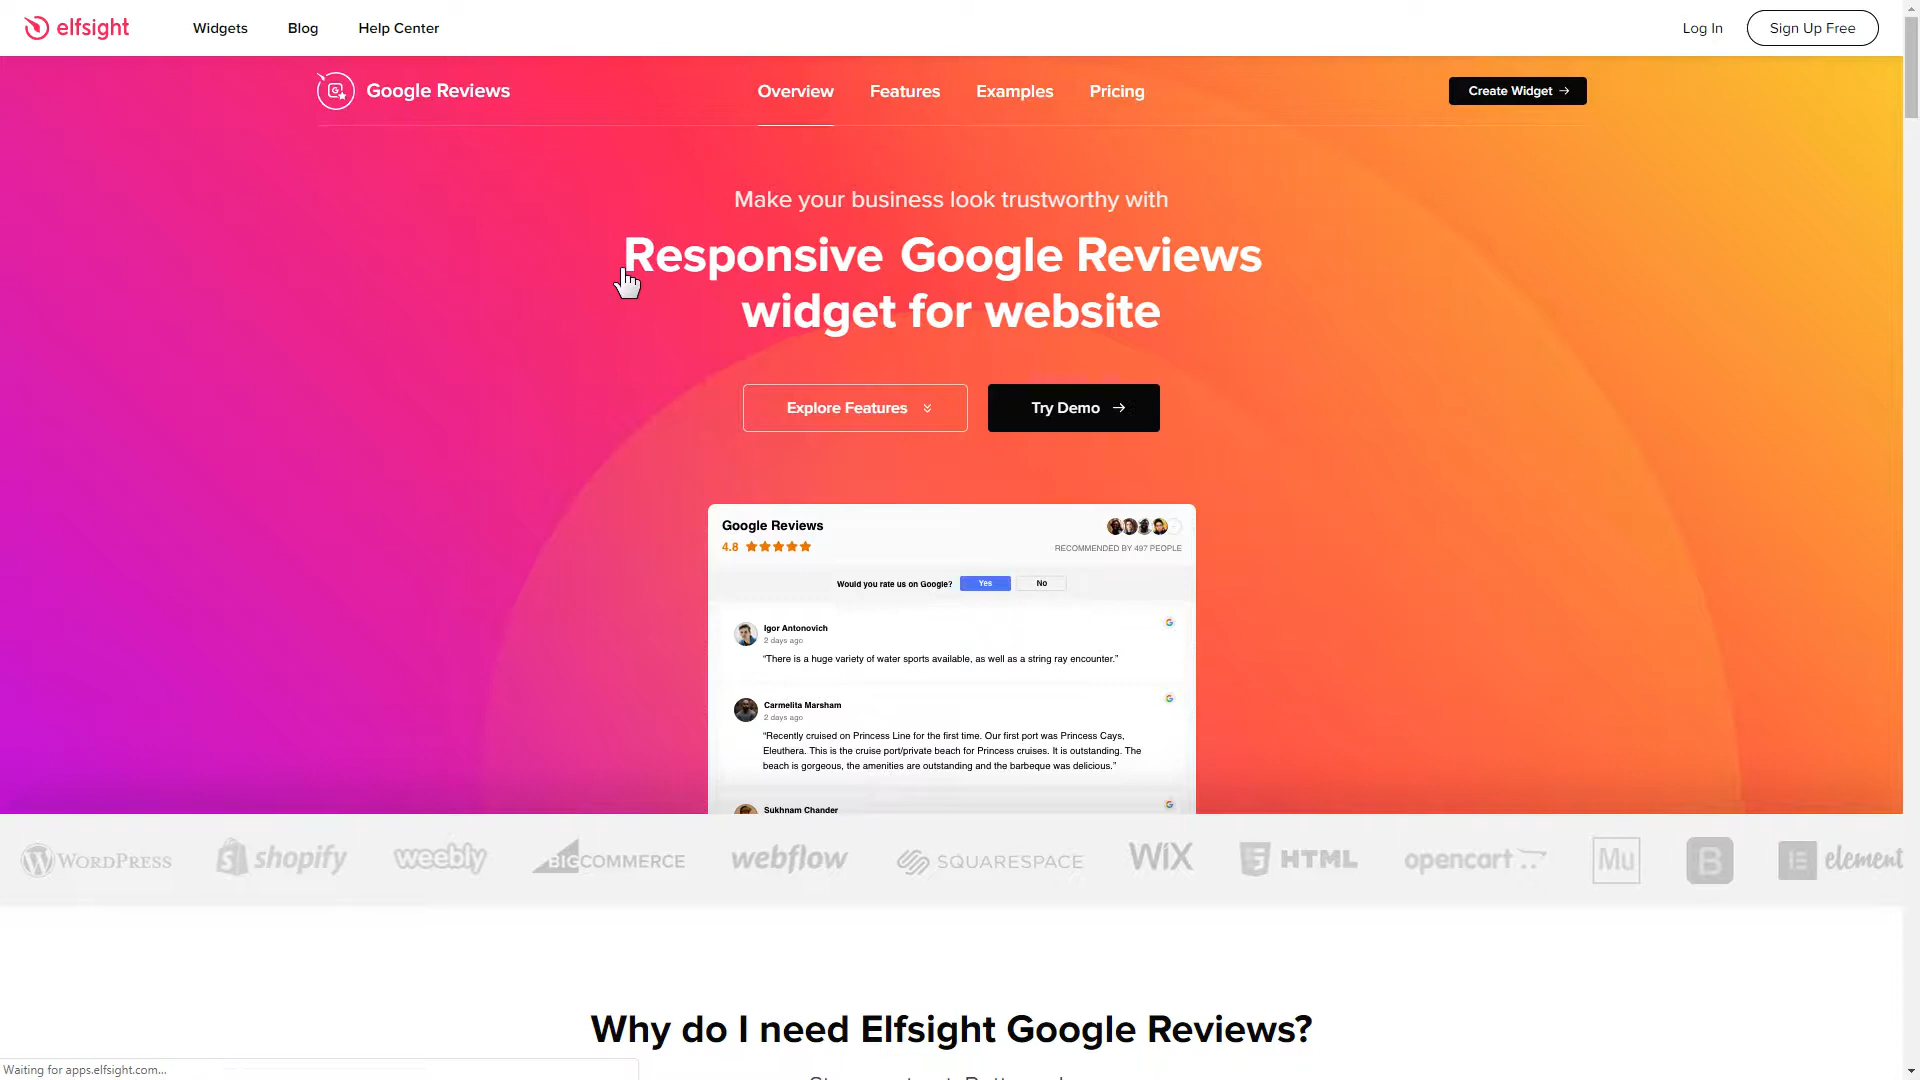 elfsight
Widgets
Blog
Help Center
Log In
Sign Up Free
Google Reviews
Overview
Features
Examples
Pricing
Create Widget →
Make your business look trustworthy with
Responsive Google Reviews
widget for website
Explore Features
Try Demo →
Google Reviews
4.8
RECOMMENDED BY 497 PEOPLE
Would you rate us on Google?
Yes
No
Igor Antonovich
2 days ago
“There is a huge variety of water sports available, as well as a string ray encounter.”
Carmelita Marsham
2 days ago
“Recently cruised on Princess Line for the first time. Our first port was Princess Cays,
Eleuthera. This is the cruise port/private beach for Princess cruises. It is outstanding. The
beach is gorgeous, the amenities are outstanding and the barbeque was delicious.”
Sukhnam Chander
WORDPRESS
shopify
weebly
BIGCOMMERCE
webflow
SQUARESPACE
WIX
HTML
opencart
Mu
B
element
Why do I need Elfsight Google Reviews?
Waiting for apps.elfsight.com...